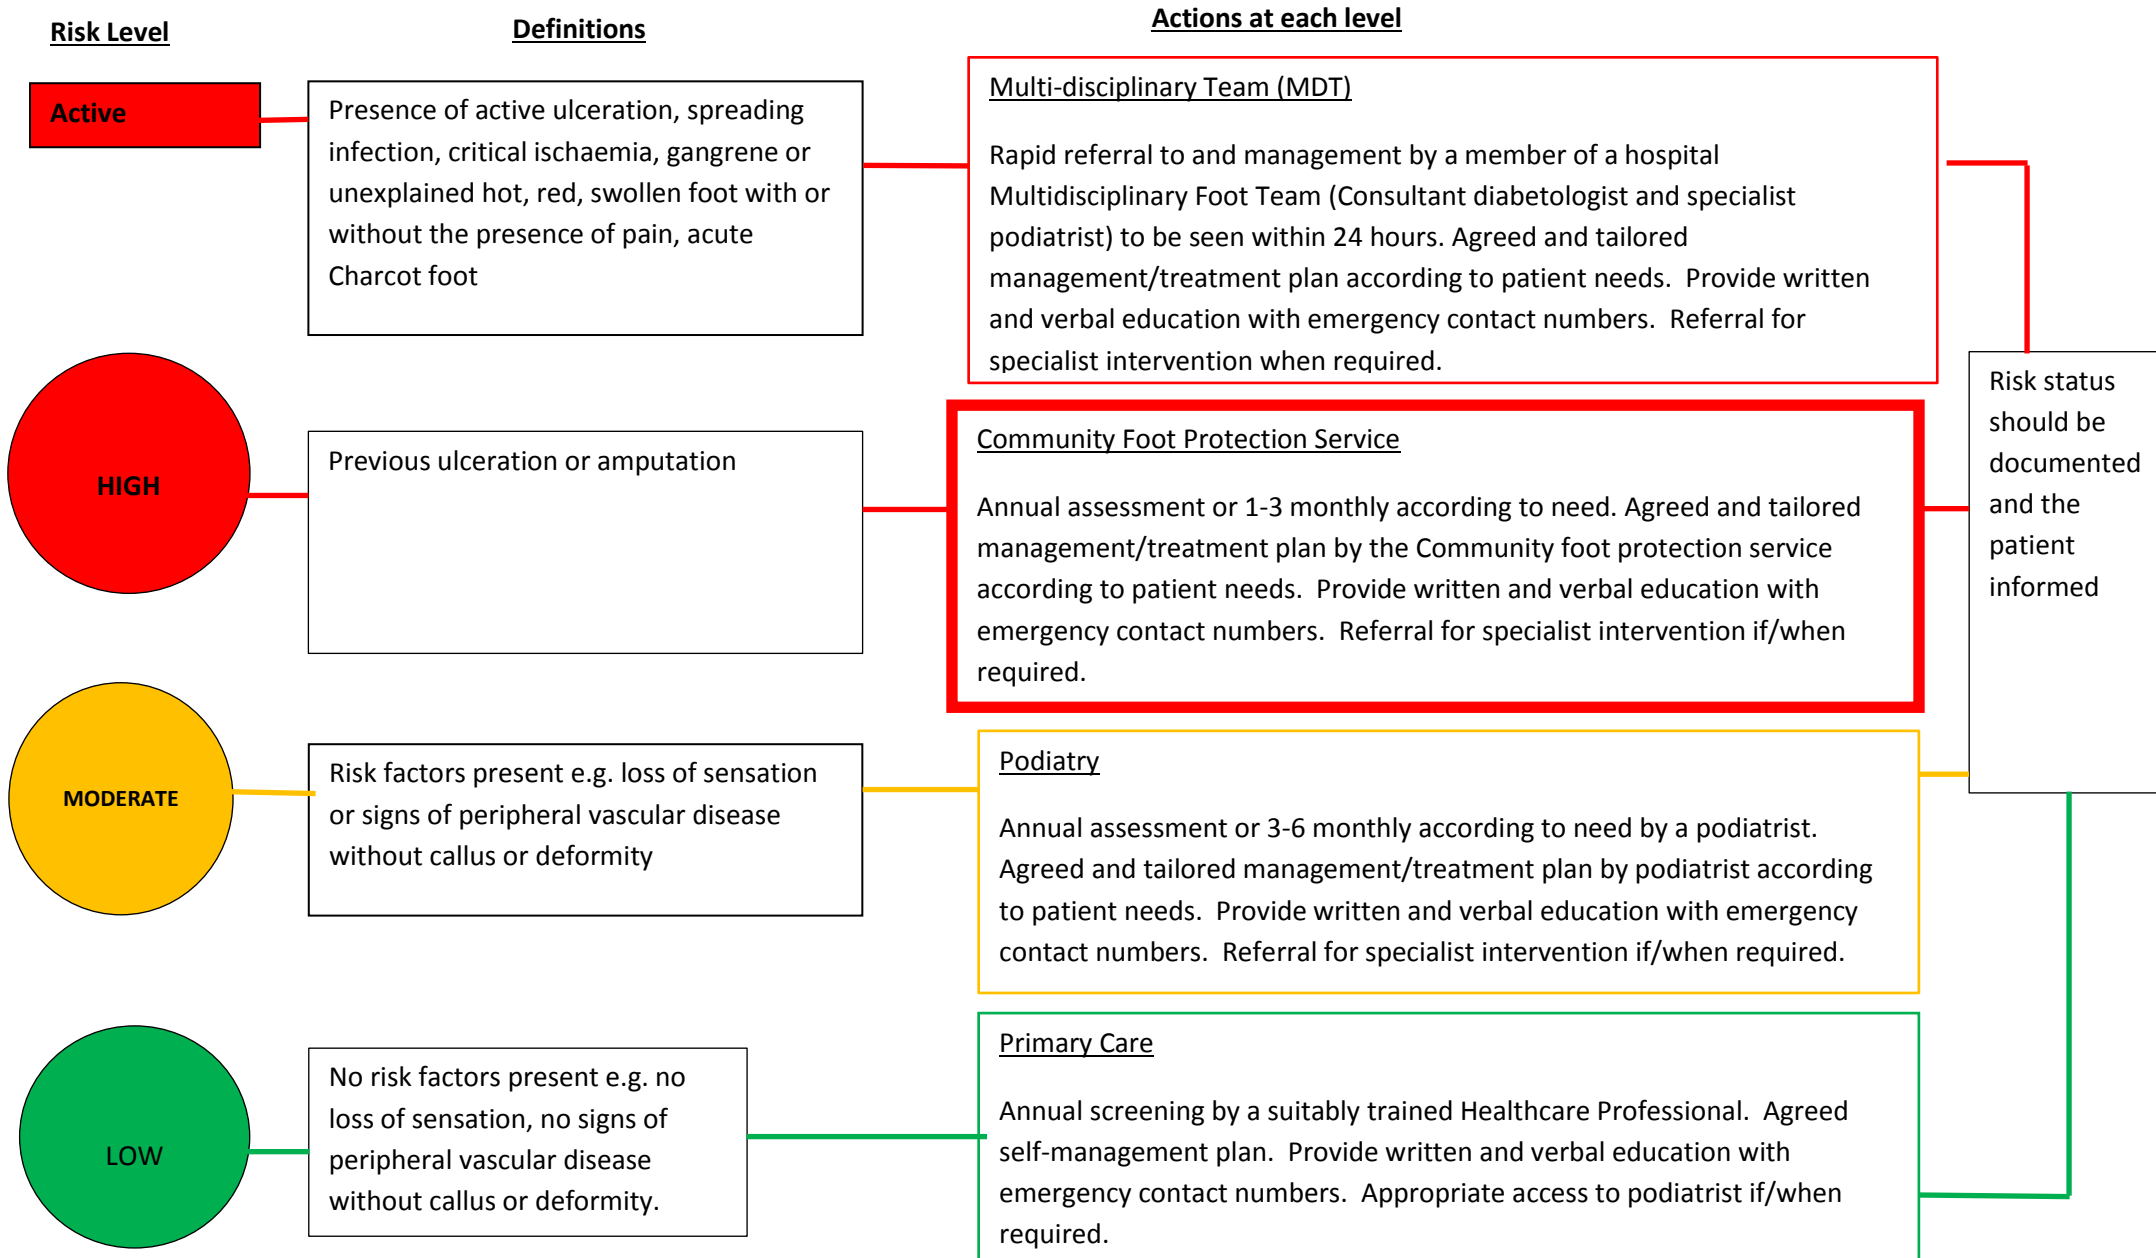 Risk Level
Definitions
Actions at each level
Active
Presence of active ulceration, spreading
infection, critical ischaemia, gangrene or
unexplained hot, red, swollen foot with or
without the presence of pain, acute
Charcot foot
Multi-disciplinary Team (MDT)
Rapid referral to and management by a member of a hospital
Multidisciplinary Foot Team (Consultant diabetologist and specialist
podiatrist) to be seen within 24 hours. Agreed and tailored
management/treatment plan according to patient needs.  Provide written
and verbal education with emergency contact numbers.  Referral for
specialist intervention when required.
HIGH
Previous ulceration or amputation
Community Foot Protection Service
Annual assessment or 1-3 monthly according to need. Agreed and tailored
management/treatment plan by the Community foot protection service
according to patient needs.  Provide written and verbal education with
emergency contact numbers.  Referral for specialist intervention if/when
required.
Risk status
should be
documented
and the
patient
informed
MODERATE
Risk factors present e.g. loss of sensation
or signs of peripheral vascular disease
without callus or deformity
Podiatry
Annual assessment or 3-6 monthly according to need by a podiatrist.
Agreed and tailored management/treatment plan by podiatrist according
to patient needs.  Provide written and verbal education with emergency
contact numbers.  Referral for specialist intervention if/when required.
LOW
No risk factors present e.g. no
loss of sensation, no signs of
peripheral vascular disease
without callus or deformity.
Primary Care
Annual screening by a suitably trained Healthcare Professional.  Agreed
self-management plan.  Provide written and verbal education with
emergency contact numbers.  Appropriate access to podiatrist if/when
required.